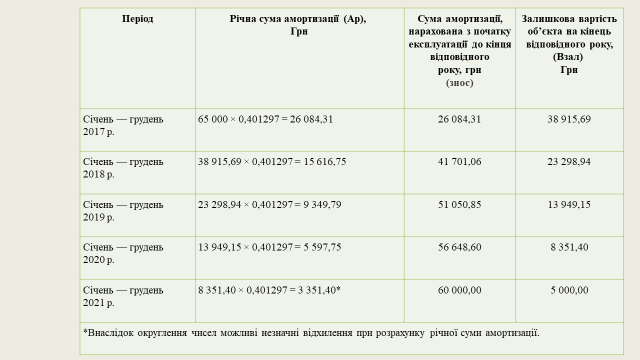 Період
Річна сума амортизації (Ар),
Грн
Сума амортизації,
нарахована з початку
експлуатації до кінця
відповідного
року, грн
(знос)
Залишкова вартість
об’єкта на кінець
відповідного року,
(Взал)
Грн
Січень — грудень
2017 р.
65 000 × 0,401297 = 26 084,31
26 084,31
38 915,69
Січень — грудень
2018 р.
38 915,69 × 0,401297 = 15 616,75
41 701,06
23 298,94
Січень — грудень
2019 р.
23 298,94 × 0,401297 = 9 349,79
51 050,85
13 949,15
Січень — грудень
2020 р.
13 949,15 × 0,401297 = 5 597,75
56 648,60
8 351,40
Січень — грудень
2021 р.
8 351,40 × 0,401297 = 3 351,40*
60 000,00
5 000,00
*Внаслідок округлення чисел можливі незначні відхилення при розрахунку річної суми амортизації.